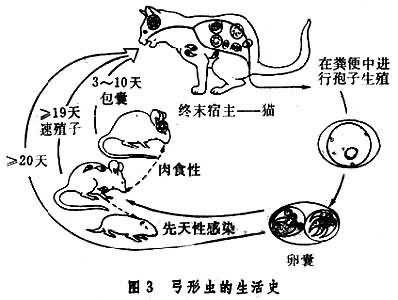 在粪便中进
行孢子生殖
3～10天
包囊
终末宿主——猫
≥19天
速殖子
≥20天
肉食性
先天性感染
卵囊
图 3 弓形虫的生活史